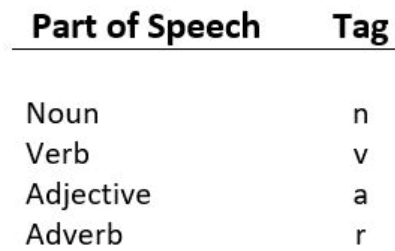 Part of Speech Tag
Noun n
Verb v
Adjective a
Adverb r